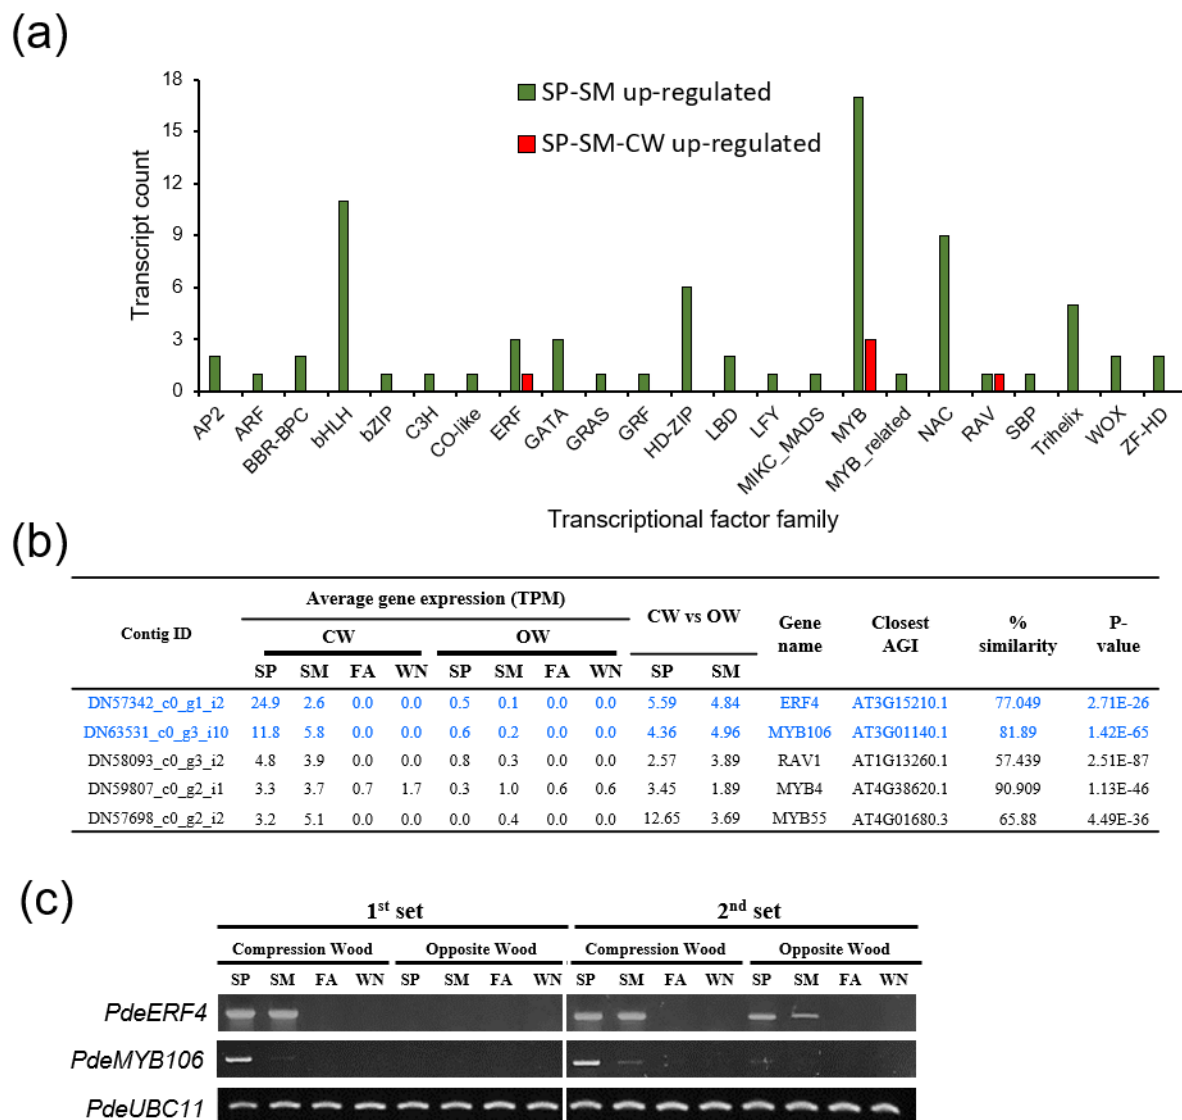 (a)
18
15
12
9
6
3
0
Transcript count
SP-SM up-regulated
SP-SM-CW up-regulated
AP2
ARF
BBR-BPC
bHLH
bZIP
C3H
CO-like
ERF
GATA
GRAS
GRF
HD-ZIP
LBD
LFY
MIKC_MADS
MYB
MYB_related
NAC
RAV
SBP
Trihelix
WOX
ZF-HD
Transcriptional factor family
(b)
Contig ID Average gene expression (TPM) CW vs OW Gene name Closest AGI % similarity P-value
CW OW
SP SM FA WN SP SM FA WN SP SM
DN57342_c0_g1_i2 24.9 2.6 0.0 0.0 0.5 0.1 0.0 0.0 5.59 4.84 ERF4 AT3G15210.1 77.049 2.71E-26
DN63531_c0_g3_i10 11.8 5.8 0.0 0.0 0.6 0.2 0.0 0.0 4.36 4.96 MYB106 AT3G01140.1 81.89 1.42E-65
DN58093_c0_g3_i2 4.8 3.9 0.0 0.0 0.8 0.3 0.0 0.0 2.57 3.89 RAV1 AT1G13260.1 57.439 2.51E-87
DN59807_c0_g2_i1 3.3 3.7 0.7 1.7 0.3 1.0 0.6 0.6 3.45 1.89 MYB4 AT4G38620.1 90.909 1.13E-46
DN57698_c0_g2_i2 3.2 5.1 0.0 0.0 0.0 0.4 0.0 0.0 12.65 3.69 MYB55 AT4G01680.3 65.88 4.49E-36
(c)
1st set 2nd set
Compression Wood Opposite Wood Compression Wood Opposite Wood
SP SM FA WN SP SM FA WN SP SM FA WN SP SM FA WN
PdeERF4
PdeMYB106
PdeUBC11